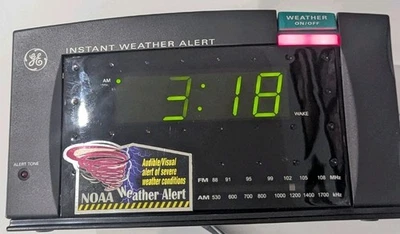 WEATHER
ON/OFF
GE
INSTANT WEATHER ALERT
AM
3:18
WAKE
ALERT TONE
Audible/Visual
alert of severe
weather conditions
NOAA Weather Alert
FM 88 91 95 99 102 108 MHz
AM 530 600 800 1000 1200 1400 1700 kHz